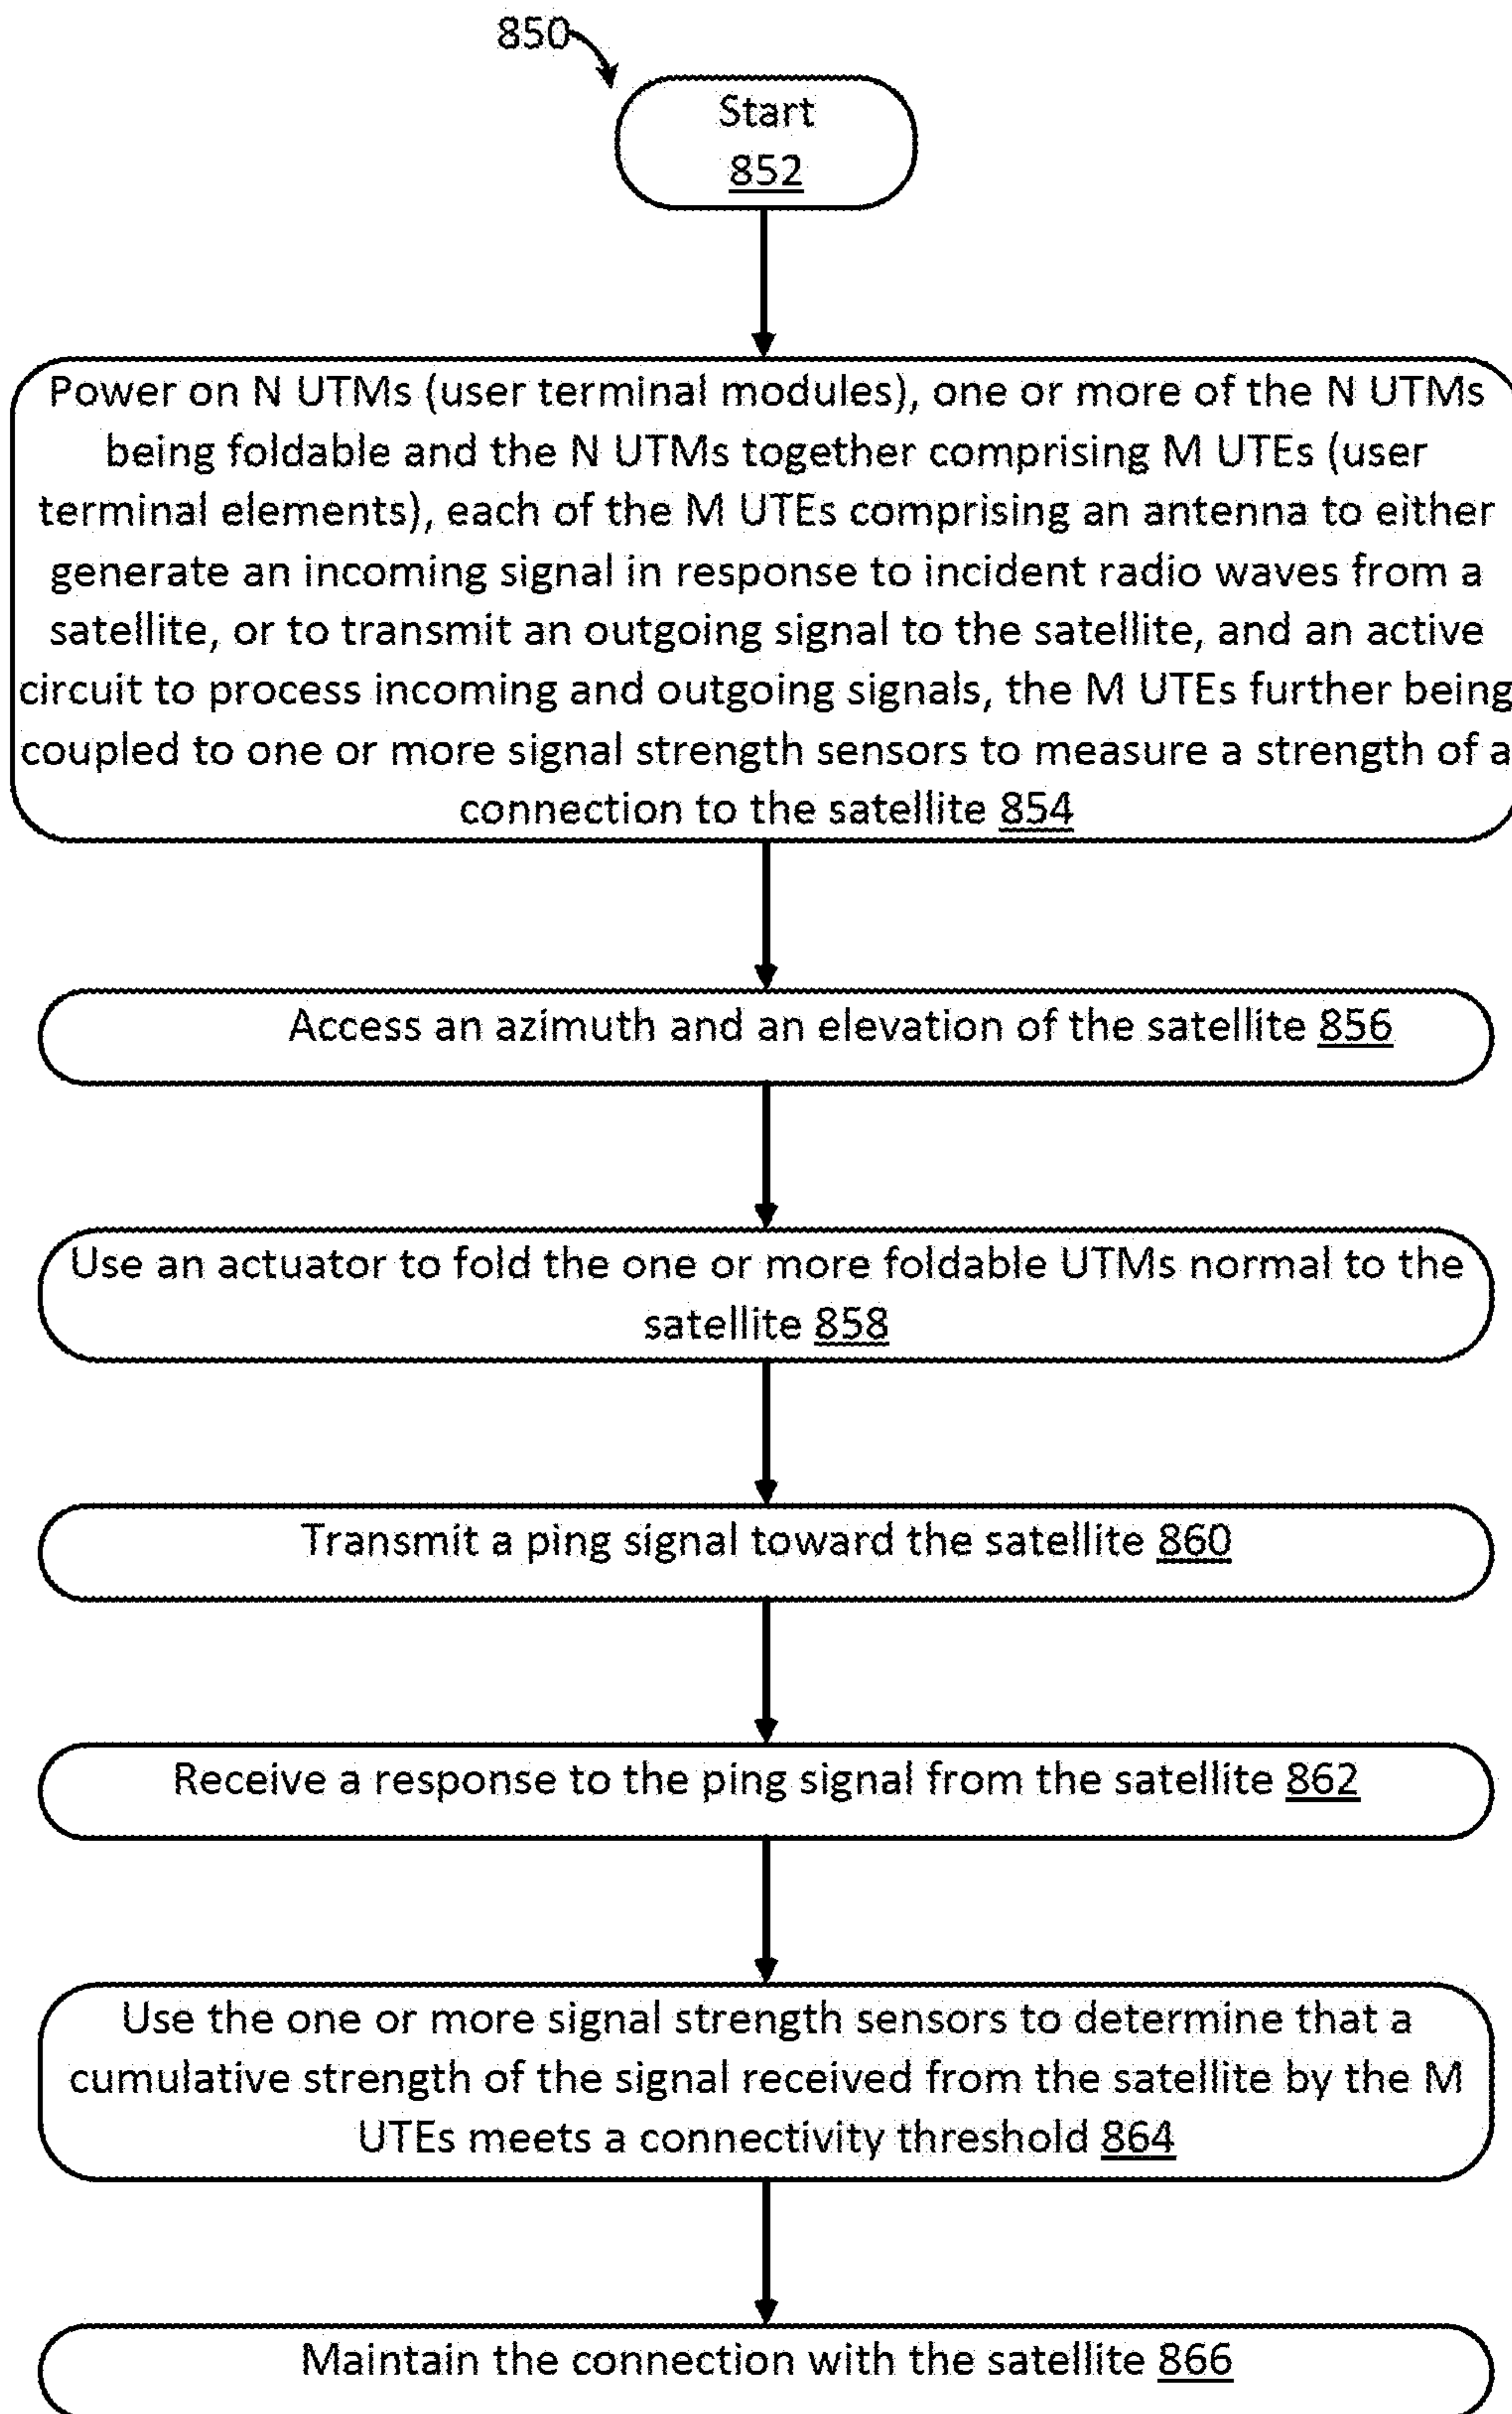 850
Start
852
Power on N UTMs (user terminal modules), one or more of the N UTMs
being foldable and the N UTMs together comprising M UTEs (user
terminal elements), each of the M UTEs comprising an antenna to either
generate an incoming signal in response to incident radio waves from a
satellite, or to transmit an outgoing signal to the satellite, and an active
circuit to process incoming and outgoing signals, the M UTEs further being
coupled to one or more signal strength sensors to measure a strength of a
connection to the satellite 854
Access an azimuth and an elevation of the satellite 856
Use an actuator to fold the one or more foldable UTMs normal to the
satellite 858
Transmit a ping signal toward the satellite 860
Receive a response to the ping signal from the satellite 862
Use the one or more signal strength sensors to determine that a
cumulative strength of the signal received from the satellite by the M
UTEs meets a connectivity threshold 864
Maintain the connection with the satellite 866